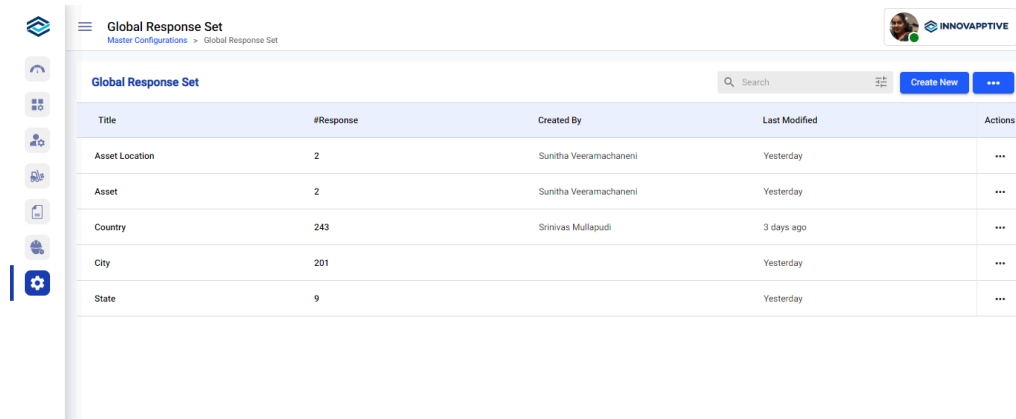 Global Response Set
Master Configurations > Global Response Set
INNOVAPPTIVE
Global Response Set
Search
Create New
Title #Response Created By Last Modified Actions
Asset Location 2 Sunitha Veeramachaneni Yesterday
Asset 2 Sunitha Veeramachaneni Yesterday
Country 243 Srinivas Mullapudi 3 days ago
City 201 Yesterday
State 9 Yesterday